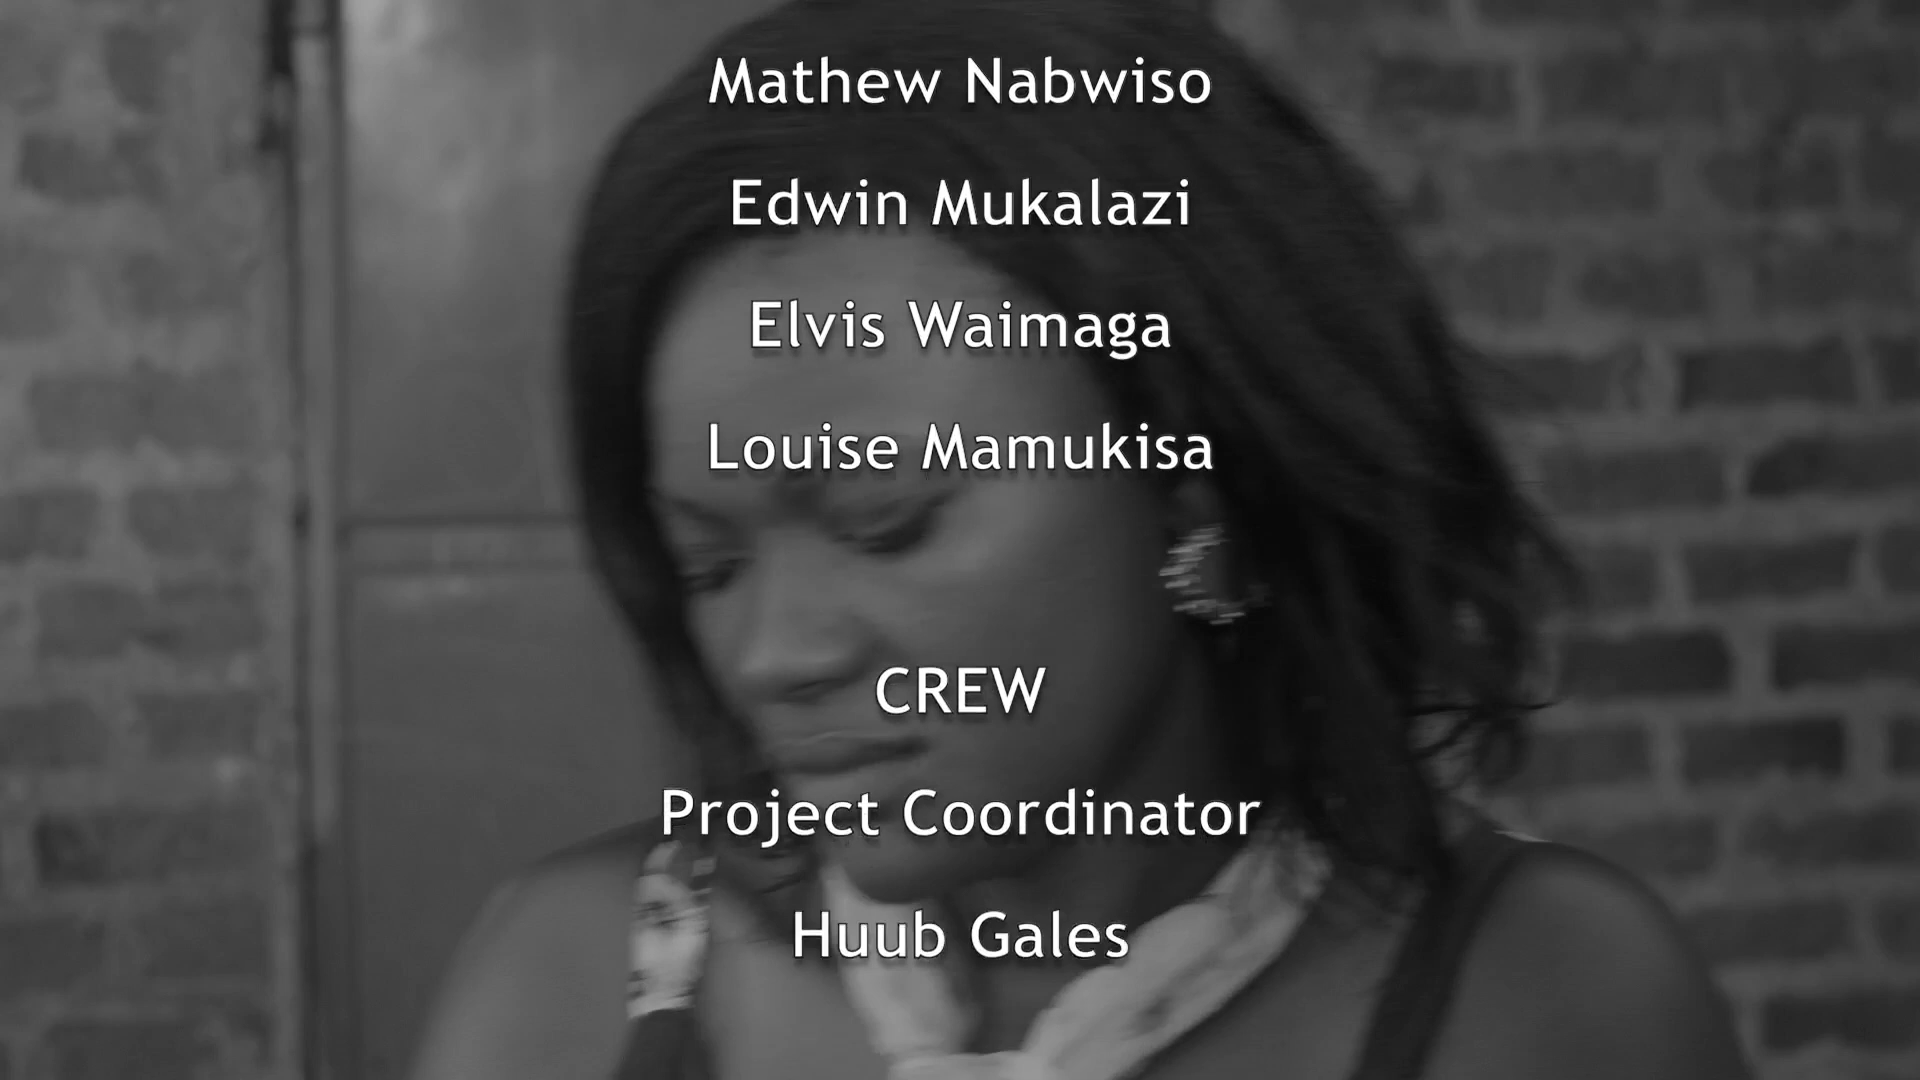 Mathew Nabwiso
Edwin Mukalazi
Elvis Waimaga
Louise Mamukisa
CREW
Project Coordinator
Huub Gales